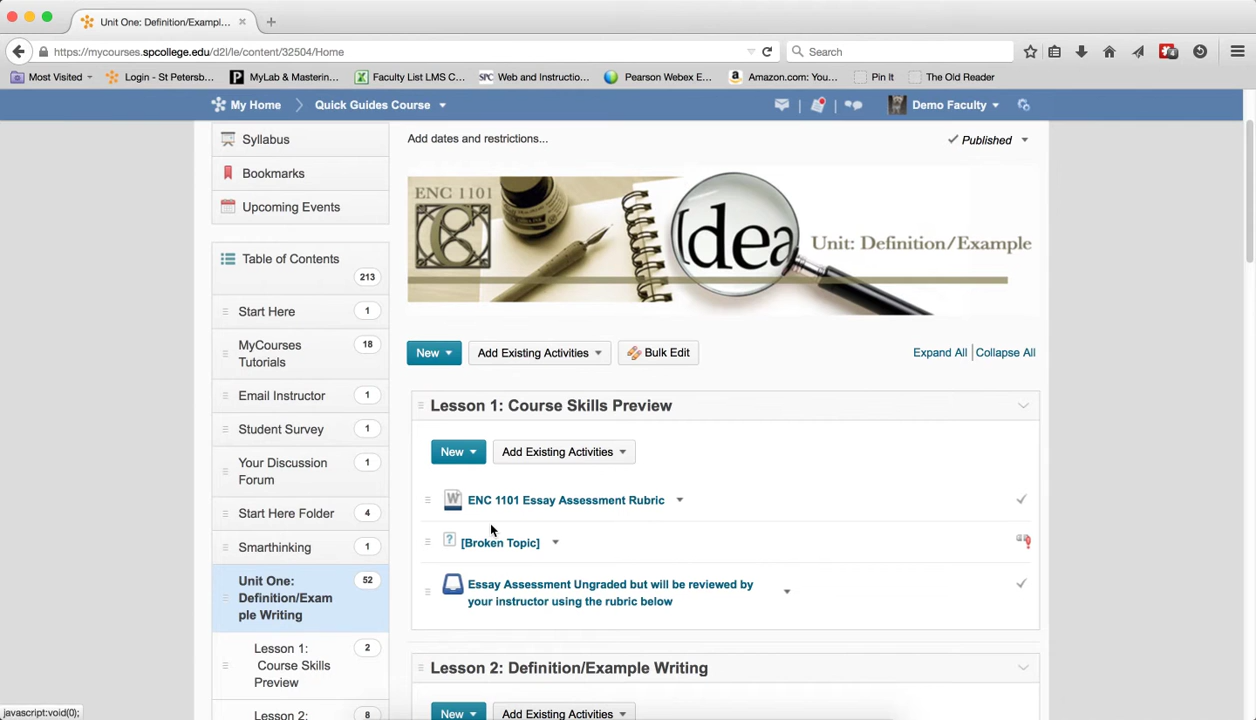 Unit One: Definition/Exampl...
https://mycourses.spcollege.edu/d2l/le/content/32504/Home
Search
Most Visited
Login - St Petersb...
MyLab & Mastering...
Faculty List LMS C...
SPC Web and Instructio...
Pearson Webex E...
Amazon.com: You...
Pin It
The Old Reader
My Home
Quick Guides Course
Demo Faculty
Syllabus
Bookmarks
Upcoming Events
Table of Contents
213
Start Here 1
MyCourses 18
Tutorials
Email Instructor 1
Student Survey 1
Your Discussion 1
Forum
Start Here Folder 4
Smarthinking 1
Unit One: 52
Definition/Exam
ple Writing
Lesson 1: 2
Course Skills
Preview
Lesson 2: 8
Add dates and restrictions...
Published
ENC 1101
Idea
Unit: Definition/Example
New
Add Existing Activities
Bulk Edit
Expand All
Collapse All
Lesson 1: Course Skills Preview
New
Add Existing Activities
W
ENC 1101 Essay Assessment Rubric
?
[Broken Topic]
Essay Assessment Ungraded but will be reviewed by
your instructor using the rubric below
Lesson 2: Definition/Example Writing
New
Add Existing Activities
javascript:void(0);